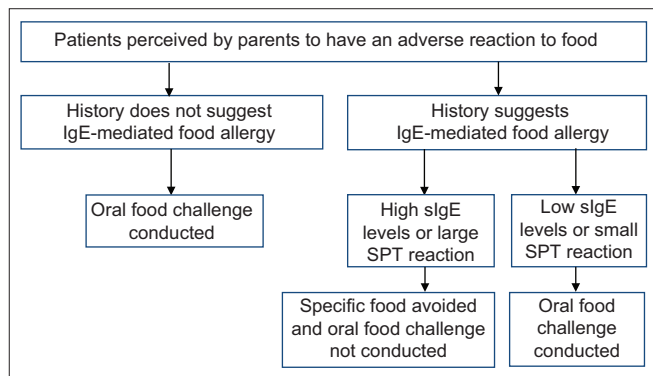 Patients perceived by parents to have an adverse reaction to food
History does not suggest
IgE-mediated food allergy
History suggests
IgE-mediated food allergy
Oral food challenge
conducted
High sIgE
levels or large
SPT reaction
Low sIgE
levels or small
SPT reaction
Specific food avoided
and oral food challenge
not conducted
Oral food
challenge
conducted